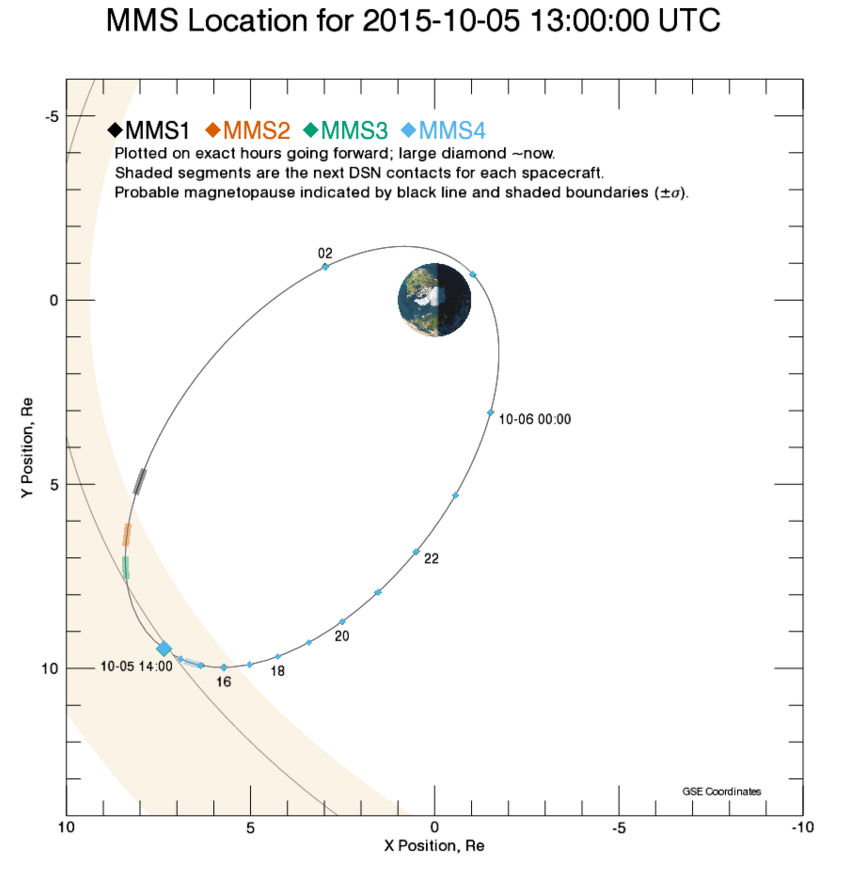 MMS Location for 2015-10-05 13:00:00 UTC
-5
MMS1 MMS2 MMS3 MMS4
Plotted on exact hours going forward; large diamond ~now.
Shaded segments are the next DSN contacts for each spacecraft.
Probable magnetopause indicated by black line and shaded boundaries (±σ).
02
0
10-06 00:00
Y Position, Re
5
22
20
10
10-05 14:00
18
16
GSE Coordinates
10 5 0 -5 -10
X Position, Re